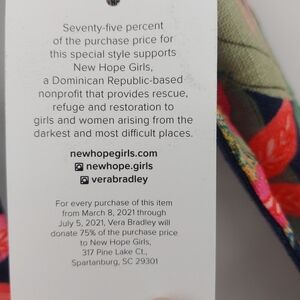 Seventy-five percent
of the purchase price for
this special style supports
New Hope Girls,
a Dominican Republic-based
nonprofit that provides rescue,
refuge and restoration to
girls and women arising from the
darkest and most difficult places.
newhopegirls.com
newhope.girls
verabradley
For every purchase of this item
from March 8, 2021 through
July 5, 2021, Vera Bradley will
donate 75% of the purchase price
to New Hope Girls,
317 Pine Lake Ct.,
Spartanburg, SC 29301